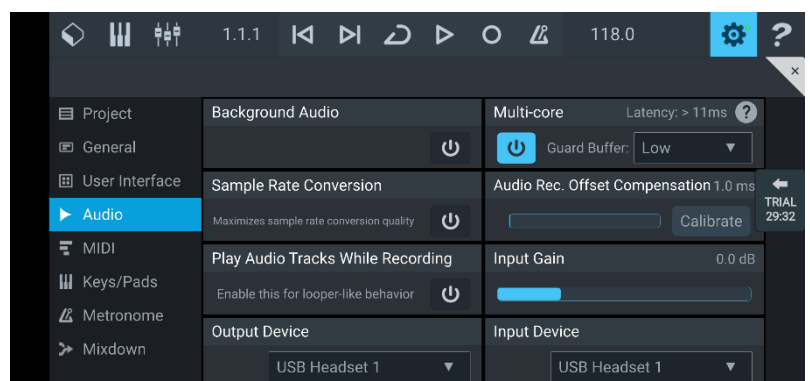 1.1.1
118.0
?
×
Project
General
User Interface
Audio
MIDI
Keys/Pads
Metronome
Mixdown
Background Audio
Multi-core Latency: > 11ms ?
Guard Buffer: Low
Sample Rate Conversion
Maximizes sample rate conversion quality
Audio Rec. Offset Compensation 1.0 ms
Calibrate
Play Audio Tracks While Recording
Enable this for looper-like behavior
Input Gain 0.0 dB
Output Device
USB Headset 1
Input Device
USB Headset 1
TRIAL
29:32